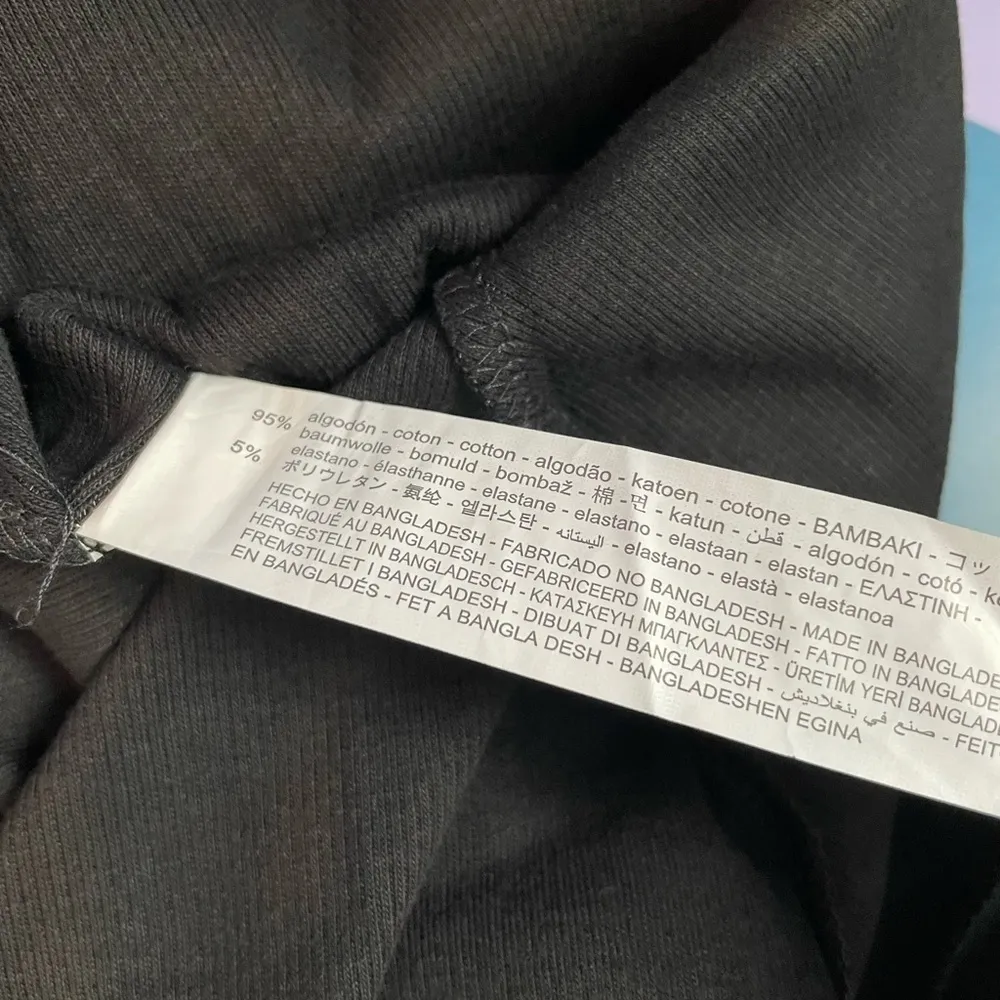 95% algodón - coton - cotton - algodão - katoen - cotone - BAMBAKI - コッ
baumwolle - bomuld - bombaž - 棉 - 면 - katun - قطن - algodón - cotó -
5% elastano - élasthanne - elastane - elastano - elastaan - elastan - ΕΛΑΣΤΙΝΗ -
ポリウレタン - 氨纶 - 엘라스탄 - اليستانه - elastano - elastà - elastanoa
HECHO EN BANGLADESH - FABRICADO NO BANGLADESH - MADE IN BANGLADE
FABRIQUÉ AU BANGLADESH - GEFABRICEERD IN BANGLADESH - FATTO IN BANGLADE
HERGESTELLT IN BANGLADESCH - ΚΑΤΑΣΚΕΥΗ ΜΠΑΓΚΛΑΝΤΕΣ - ÜRETİM YERİ BANGLAD
FREMSTILLET I BANGLADESH - DIBUAT DI BANGLADESH - صنع في بنغلاديش - FEIT
EN BANGLADÉS - FET A BANGLA DESH - BANGLADESHEN EGINA